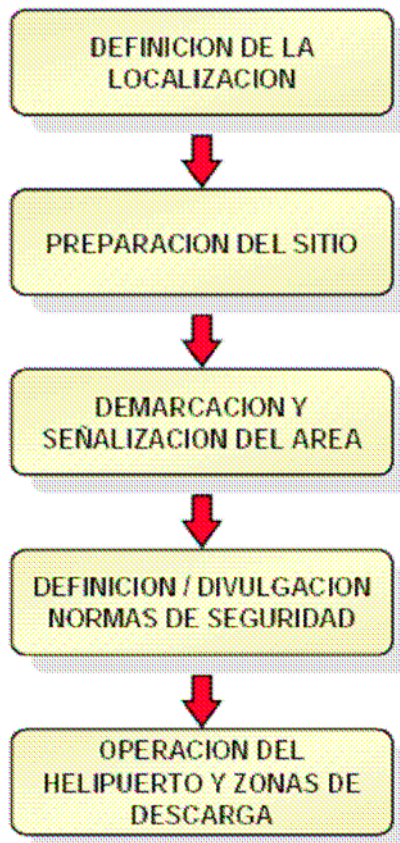 DEFINICION DE LA
LOCALIZACION
PREPARACION DEL SITIO
DEMARCACION Y
SEÑALIZACION DEL AREA
DEFINICION / DIVULGACION
NORMAS DE SEGURIDAD
OPERACION DEL
HELIPUERTO Y ZONAS DE
DESCARGA